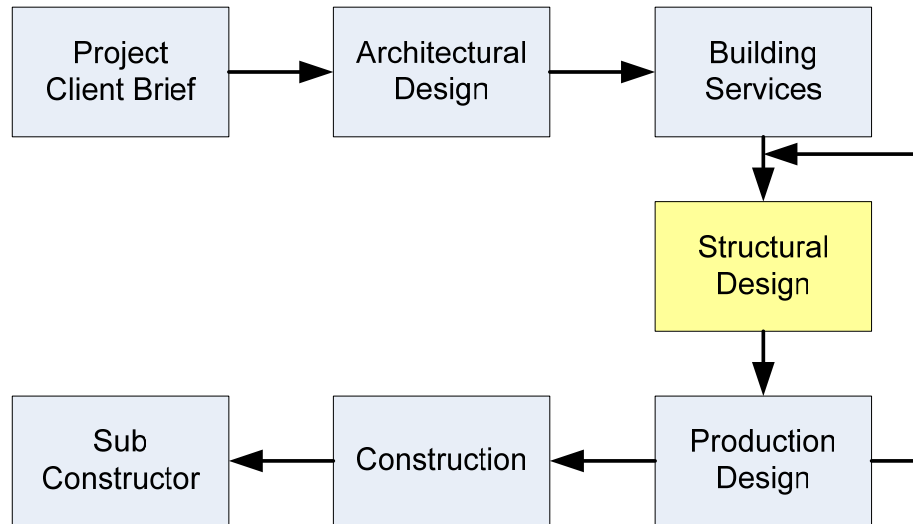 Project
Client Brief
Architectural
Design
Building
Services
Structural
Design
Sub
Constructor
Construction
Production
Design